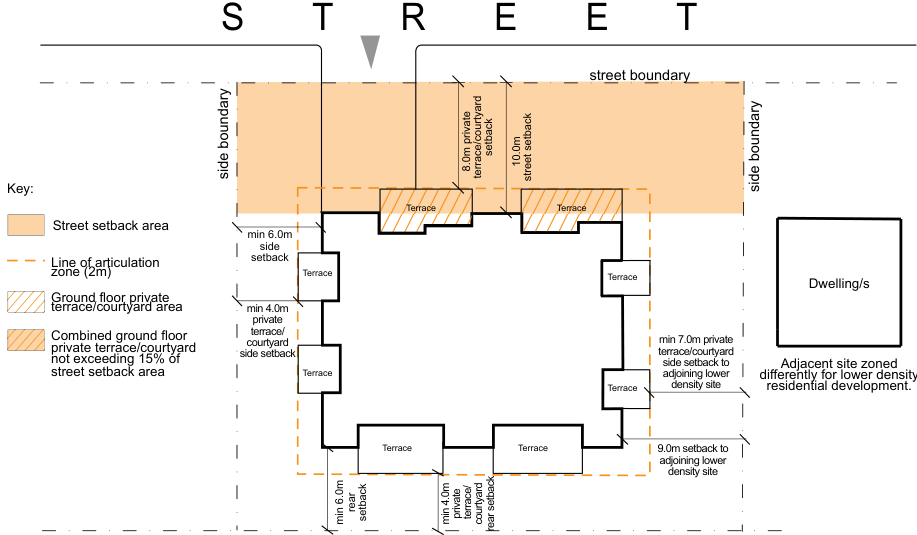 STREET
street boundary
side boundary
8.0m private
terrace/courtyard
setback
10.0m
street setback
side boundary
Key:
Street setback area
Line of articulation
zone (2m)
Ground floor private
terrace/courtyard area
Combined ground floor
private terrace/courtyard
not exceeding 15% of
street setback area
Terrace
Terrace
min 6.0m
side
setback
Terrace
Terrace
min 4.0m
private
terrace/
courtyard
side setback
Terrace
Terrace
min 7.0m private
terrace/courtyard
side setback to
adjoining lower
density site
Dwelling/s
Adjacent site zoned
differently for lower density
residential development.
Terrace
Terrace
9.0m setback to
adjoining lower
density site
min 6.0m
rear
setback
min 4.0m
private
terrace/
courtyard
rear setback